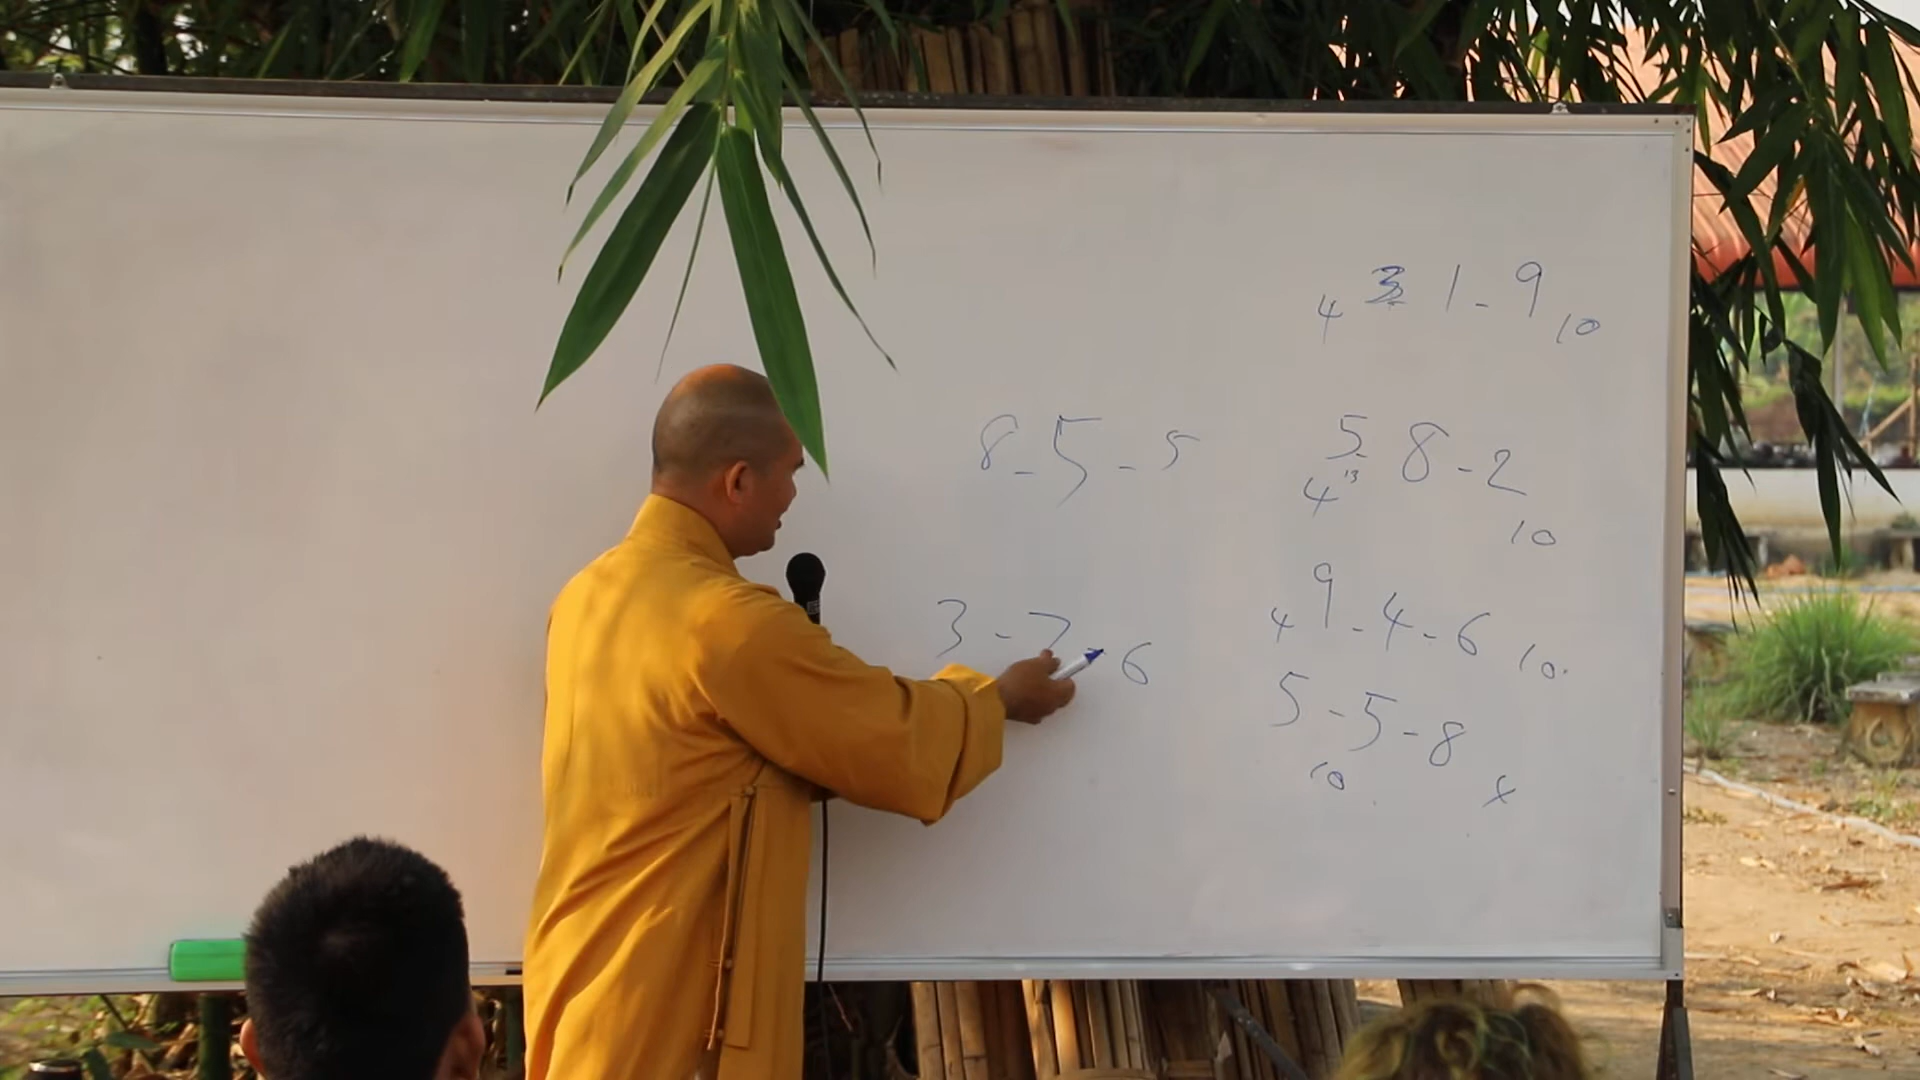 4 3 1 - 9 10
8 - 5 - 5
5 - 8 - 2
4 13
10
4 9 - 4 - 6 10.
3 - 7 - 6
5 - 5 - 8
10